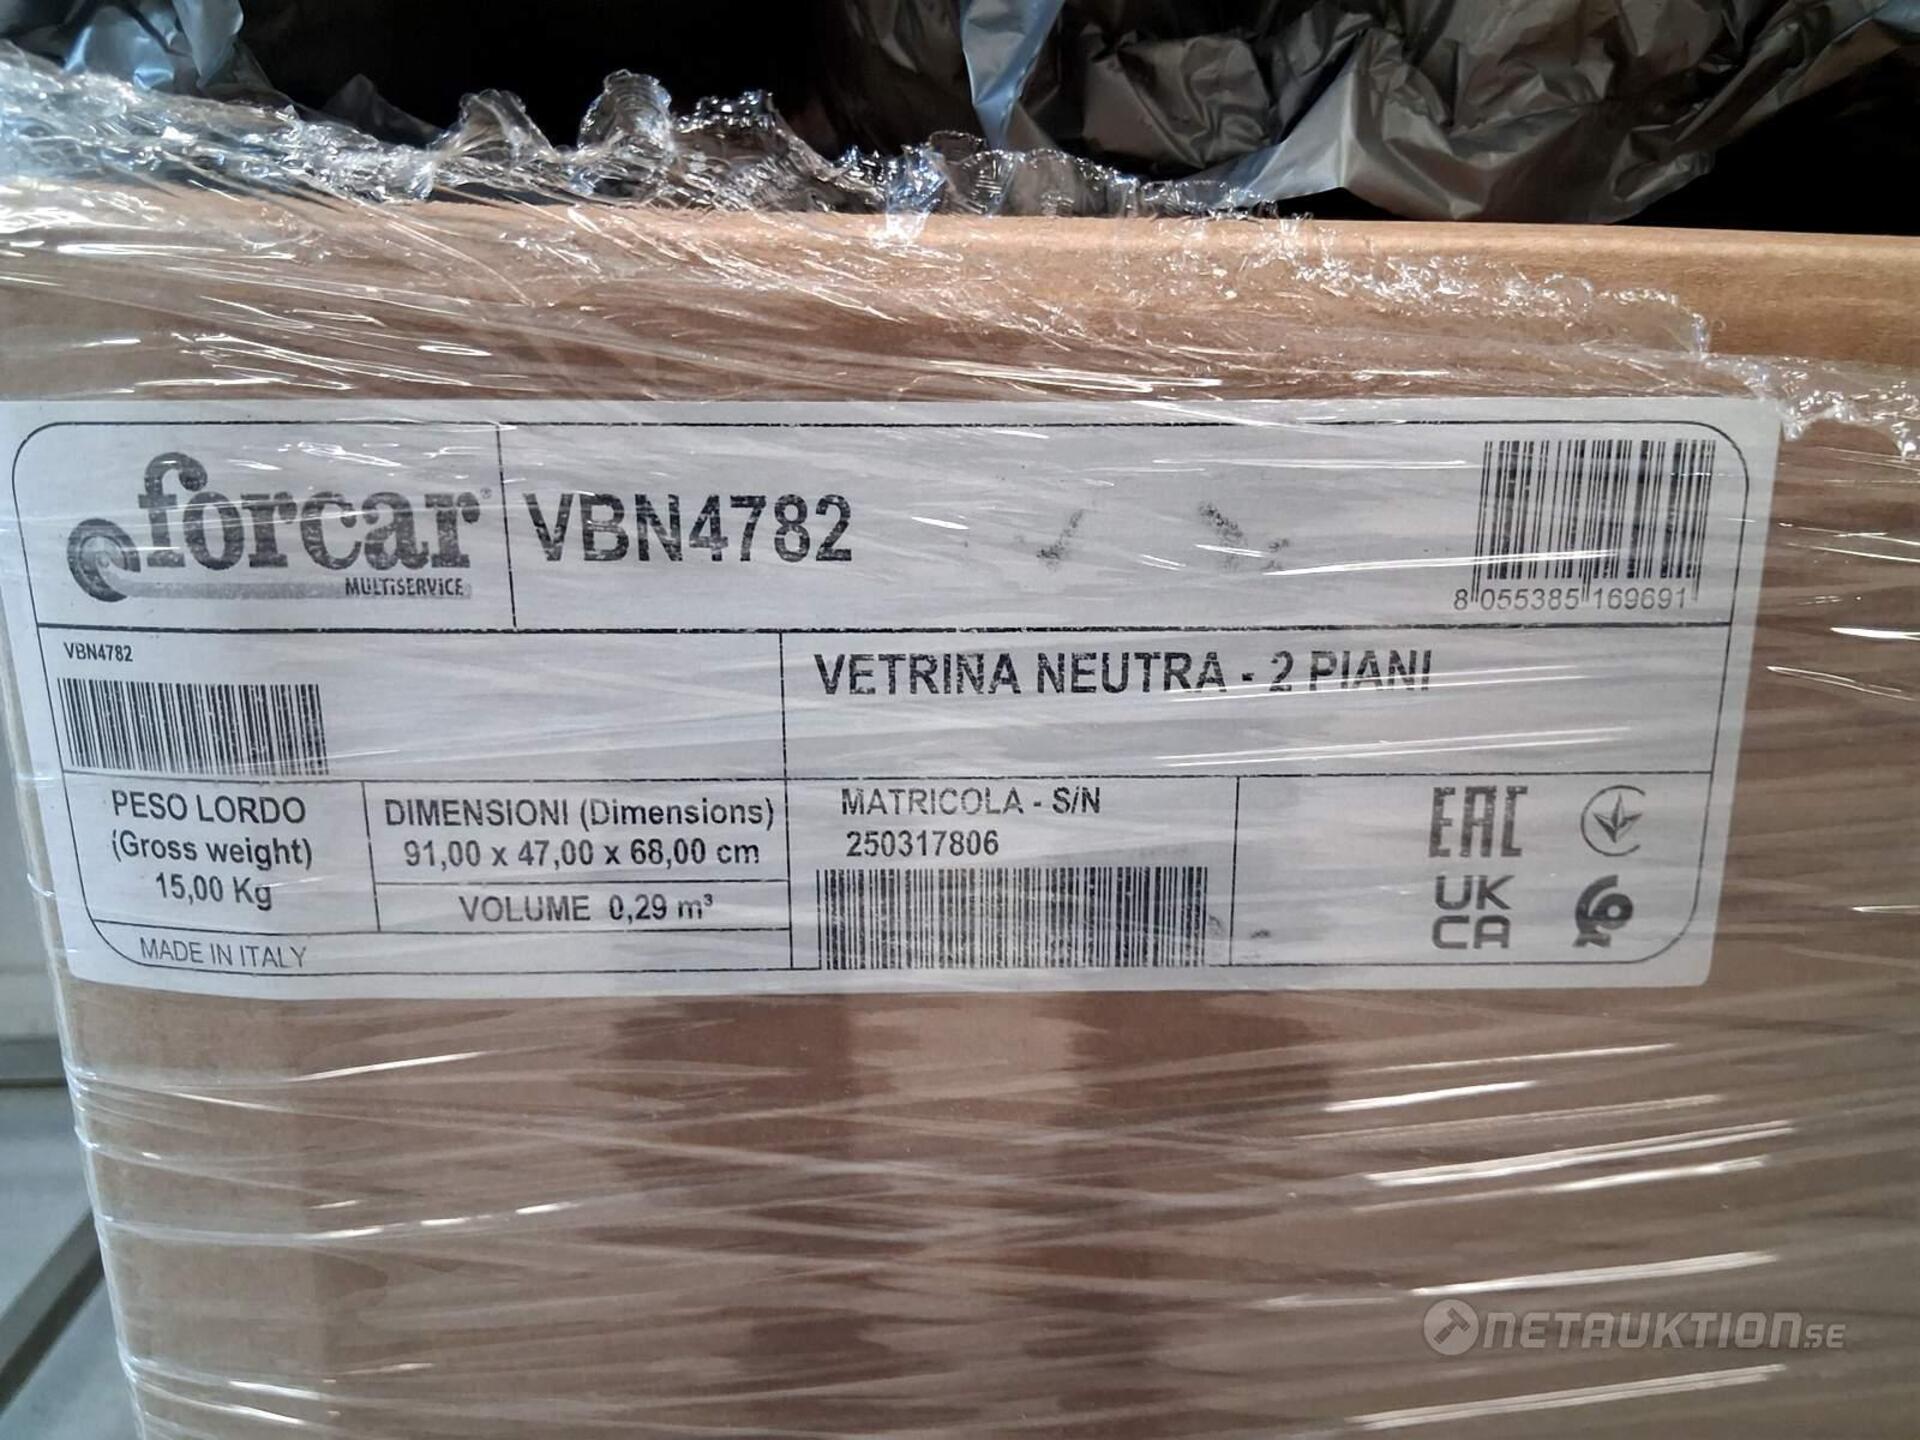 forcar®
MULTISERVICE
VBN4782
8 055385 169691
VBN4782
VETRINA NEUTRA - 2 PIANI
PESO LORDO
(Gross weight)
15,00 Kg
DIMENSIONI (Dimensions)
91,00 x 47,00 x 68,00 cm
VOLUME 0,29 m³
MATRICOLA - S/N
250317806
EAC
UK
CA
MADE IN ITALY
NETAUKTION.SE